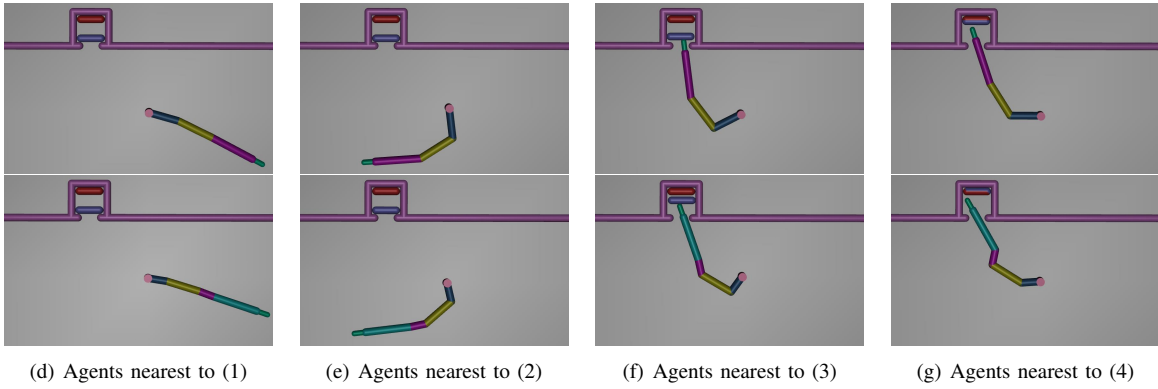 (d) Agents nearest to (1)
(e) Agents nearest to (2)
(f) Agents nearest to (3)
(g) Agents nearest to (4)